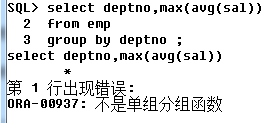 SQL> select deptno,max(avg(sal))
2 from emp
3 group by deptno ;
select deptno,max(avg(sal))
*
第 1 行出现错误:
ORA-00937: 不是单组分组函数